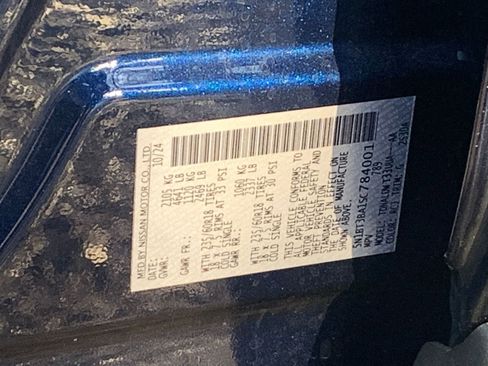 MFD BY NISSAN MOTOR CO., LTD.
DATE: 10/24
GVWR: 2105 KG
4641 LB
GAWR FR: 1120 KG
2469 LB
WITH 235/60R18 TIRES
18 X 7.5J RIMS AT 33 PSI
COLD SINGLE
GAWR RR: 1060 KG
2337 LB
WITH 235/60R18 TIRES
18 X 7.5J RIMS AT 30 PSI
COLD SINGLE
THIS VEHICLE CONFORMS TO
ALL APPLICABLE FEDERAL
MOTOR VEHICLE SAFETY AND
THEFT PREVENTION
STANDARDS IN EFFECT ON
THE DATE OF MANUFACTURE
SHOWN ABOVE
784001
MPV 789
MODEL:
COLOR: TRIM: G